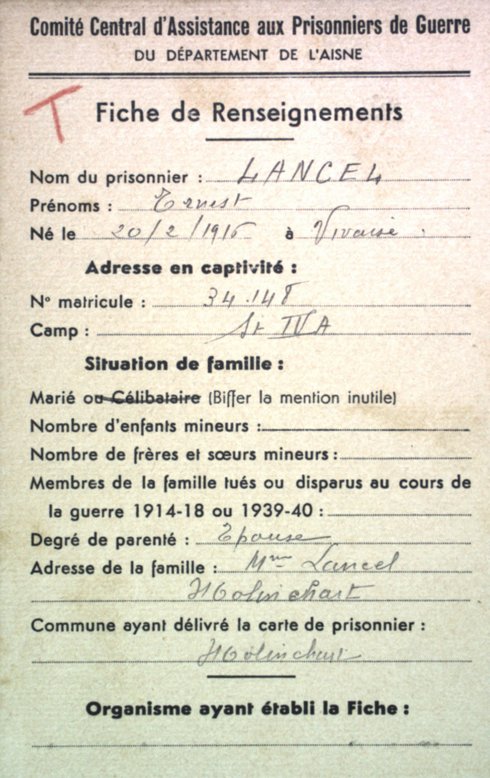 Comité Central d'Assistance aux Prisonniers de Guerre
DU DÉPARTEMENT DE L'AISNE
T
Fiche de Renseignements
Nom du prisonnier : LANCEL
Prénoms : Ernest
Né le 20/2/1916 à Vivaise.
Adresse en captivité :
N° matricule : 34.148
Camp : St IV A
Situation de famille :
Marié ou Célibataire (Biffer la mention inutile)
Nombre d'enfants mineurs :
Nombre de frères et sœurs mineurs :
Membres de la famille tués ou disparus au cours de
la guerre 1914-18 ou 1939-40 :
Degré de parenté : Epouse
Adresse de la famille : Mme Lancel
Molinchart
Commune ayant délivré la carte de prisonnier :
Molinchart
Organisme ayant établi la Fiche :